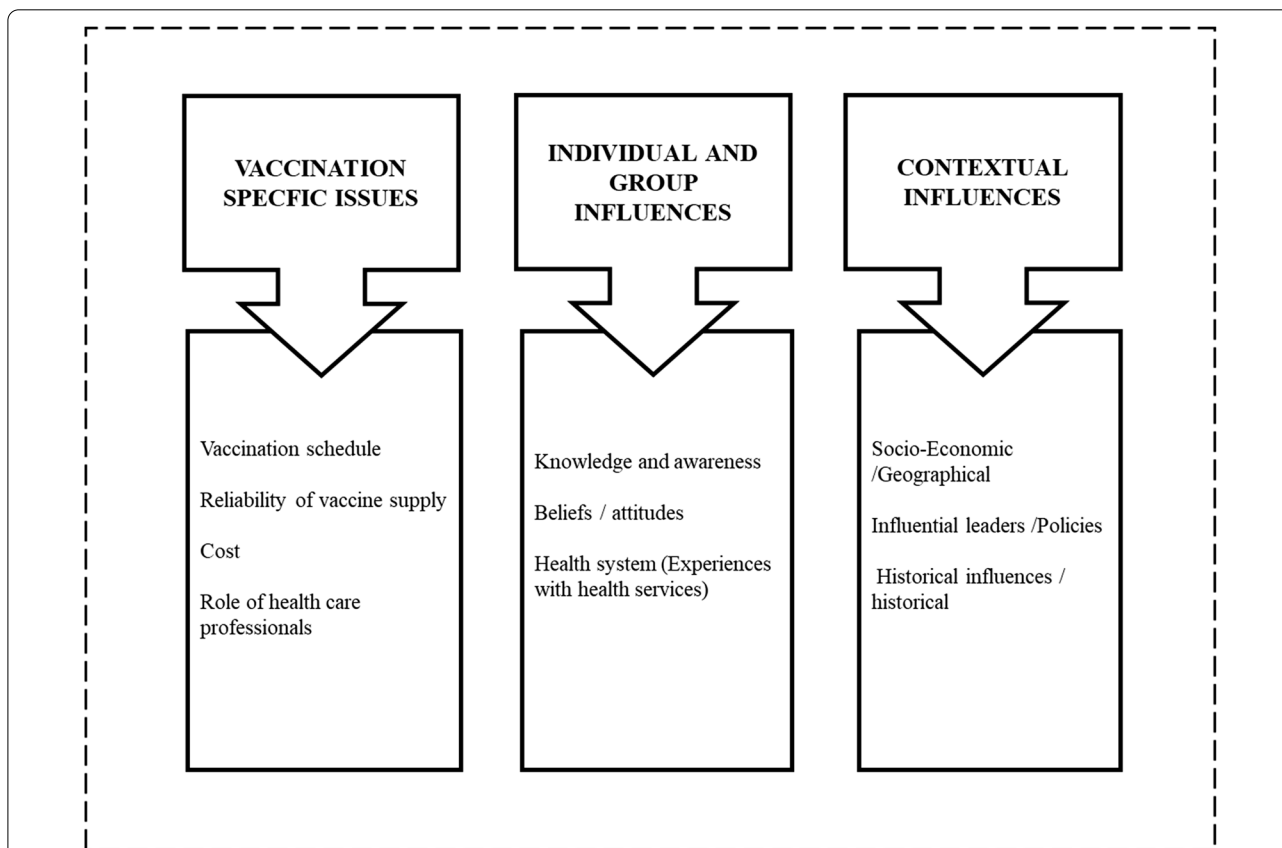 VACCINATION
SPECFIC ISSUES
INDIVIDUAL AND
GROUP
INFLUENCES
CONTEXTUAL
INFLUENCES
Vaccination schedule
Reliability of vaccine supply
Cost
Role of health care
professionals
Knowledge and awareness
Beliefs / attitudes
Health system (Experiences
with health services)
Socio-Economic
/Geographical
Influential leaders /Policies
Historical influences /
historical